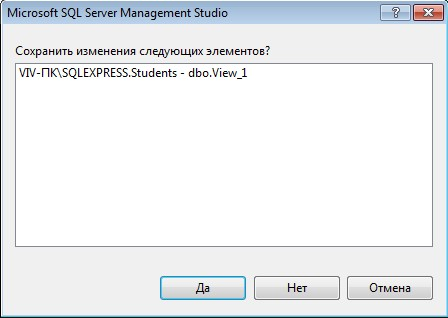 Microsoft SQL Server Management Studio
Сохранить изменения следующих элементов?
VIV-ПК\SQLEXPRESS.Students - dbo.View_1
Да Нет Отмена